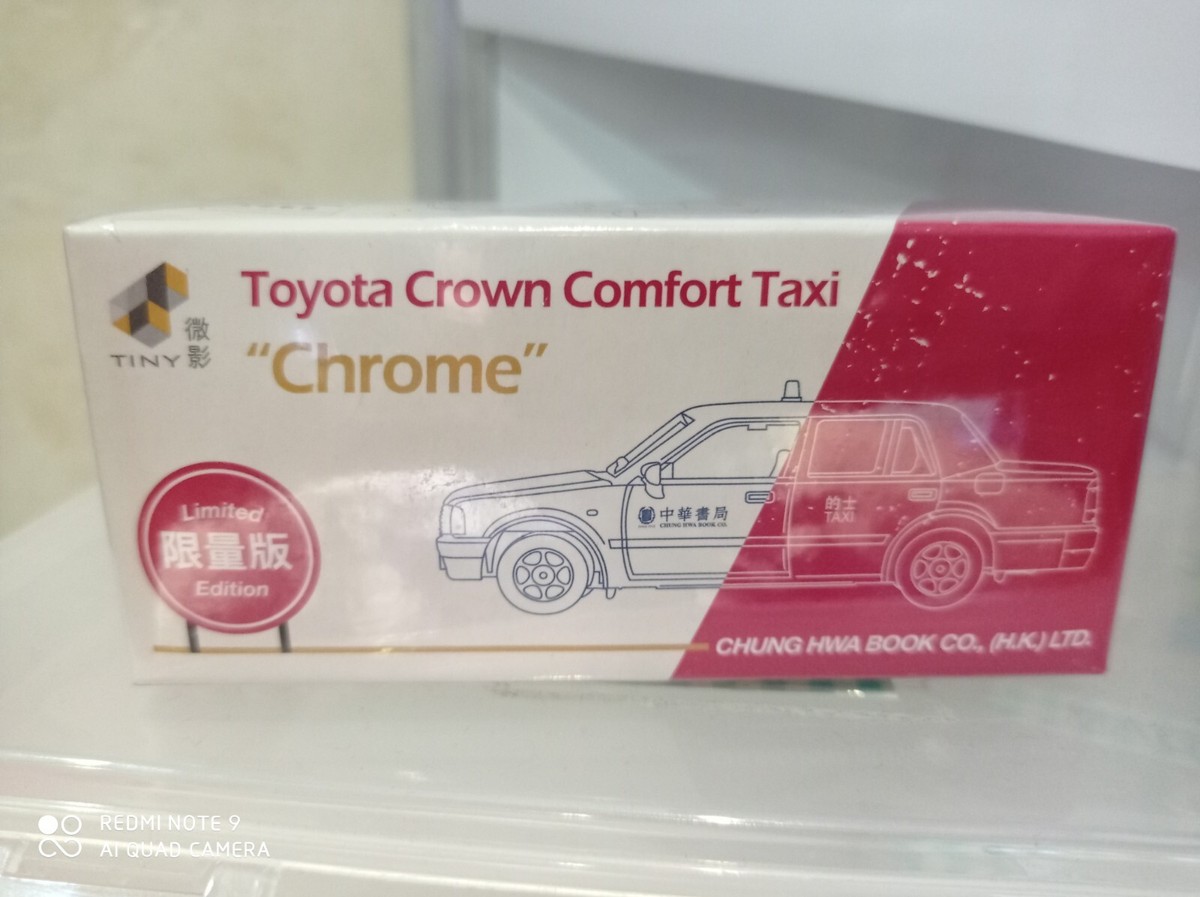 Toyota Crown Comfort Taxi
“Chrome”
TINY
微影
Limited
限量版
Edition
中華書局
CHUNG HWA BOOK CO.
的士
TAXI
CHUNG HWA BOOK CO., (H.K.) LTD.
REDMI NOTE 9
AI QUAD CAMERA